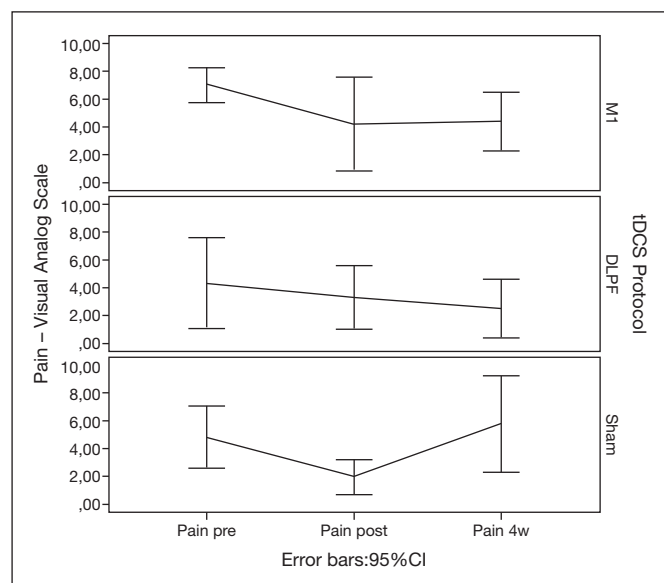 Pain – Visual Analog Scale
10,00
8,00
6,00
4,00
2,00
,00
M1
10,00
8,00
6,00
4,00
2,00
,00
DLPF
10,00
8,00
6,00
4,00
2,00
,00
Sham
tDCS Protocol
Pain pre
Pain post
Pain 4w
Error bars:95%CI